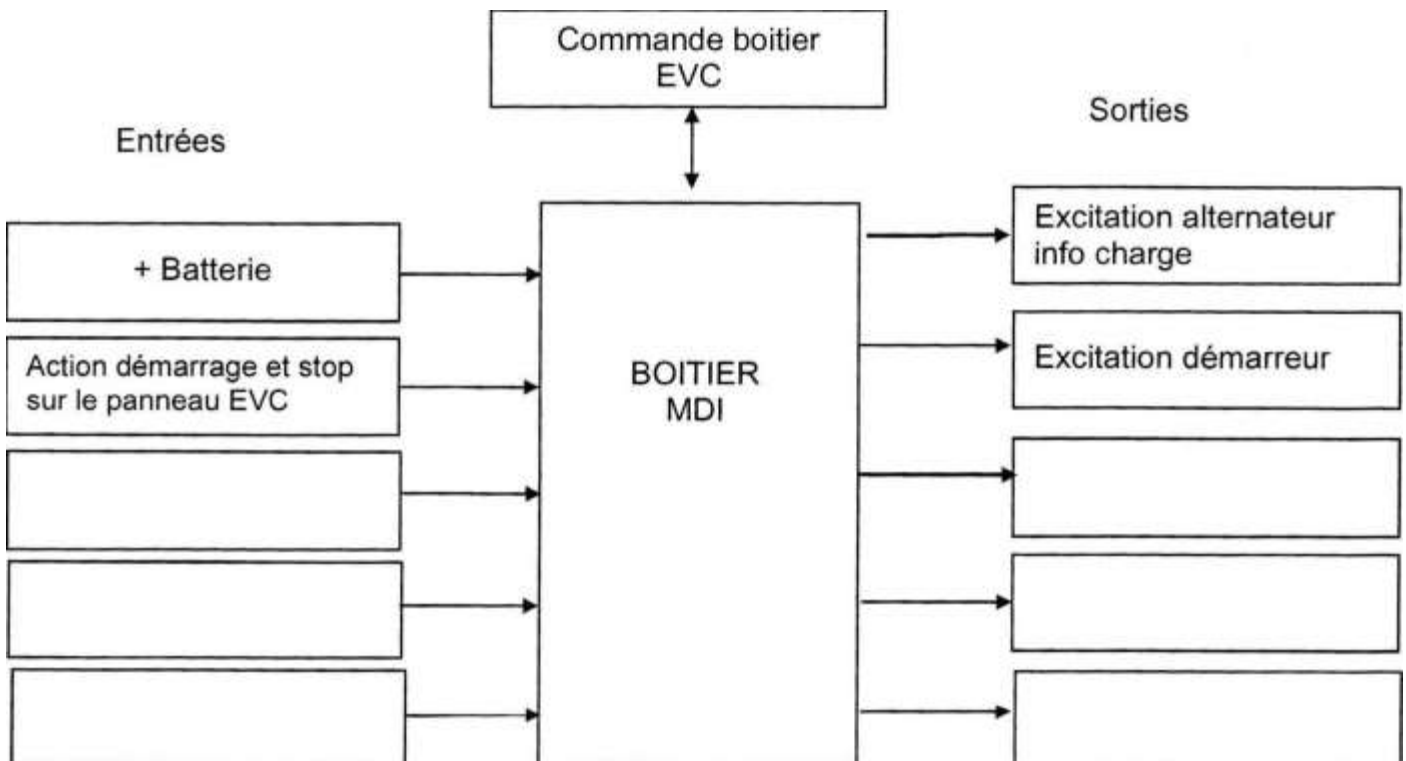 Commande boitier
EVC
Entrées
Sorties
+ Batterie
Action démarrage et stop
sur le panneau EVC
BOITIER
MDI
Excitation alternateur
info charge
Excitation démarreur